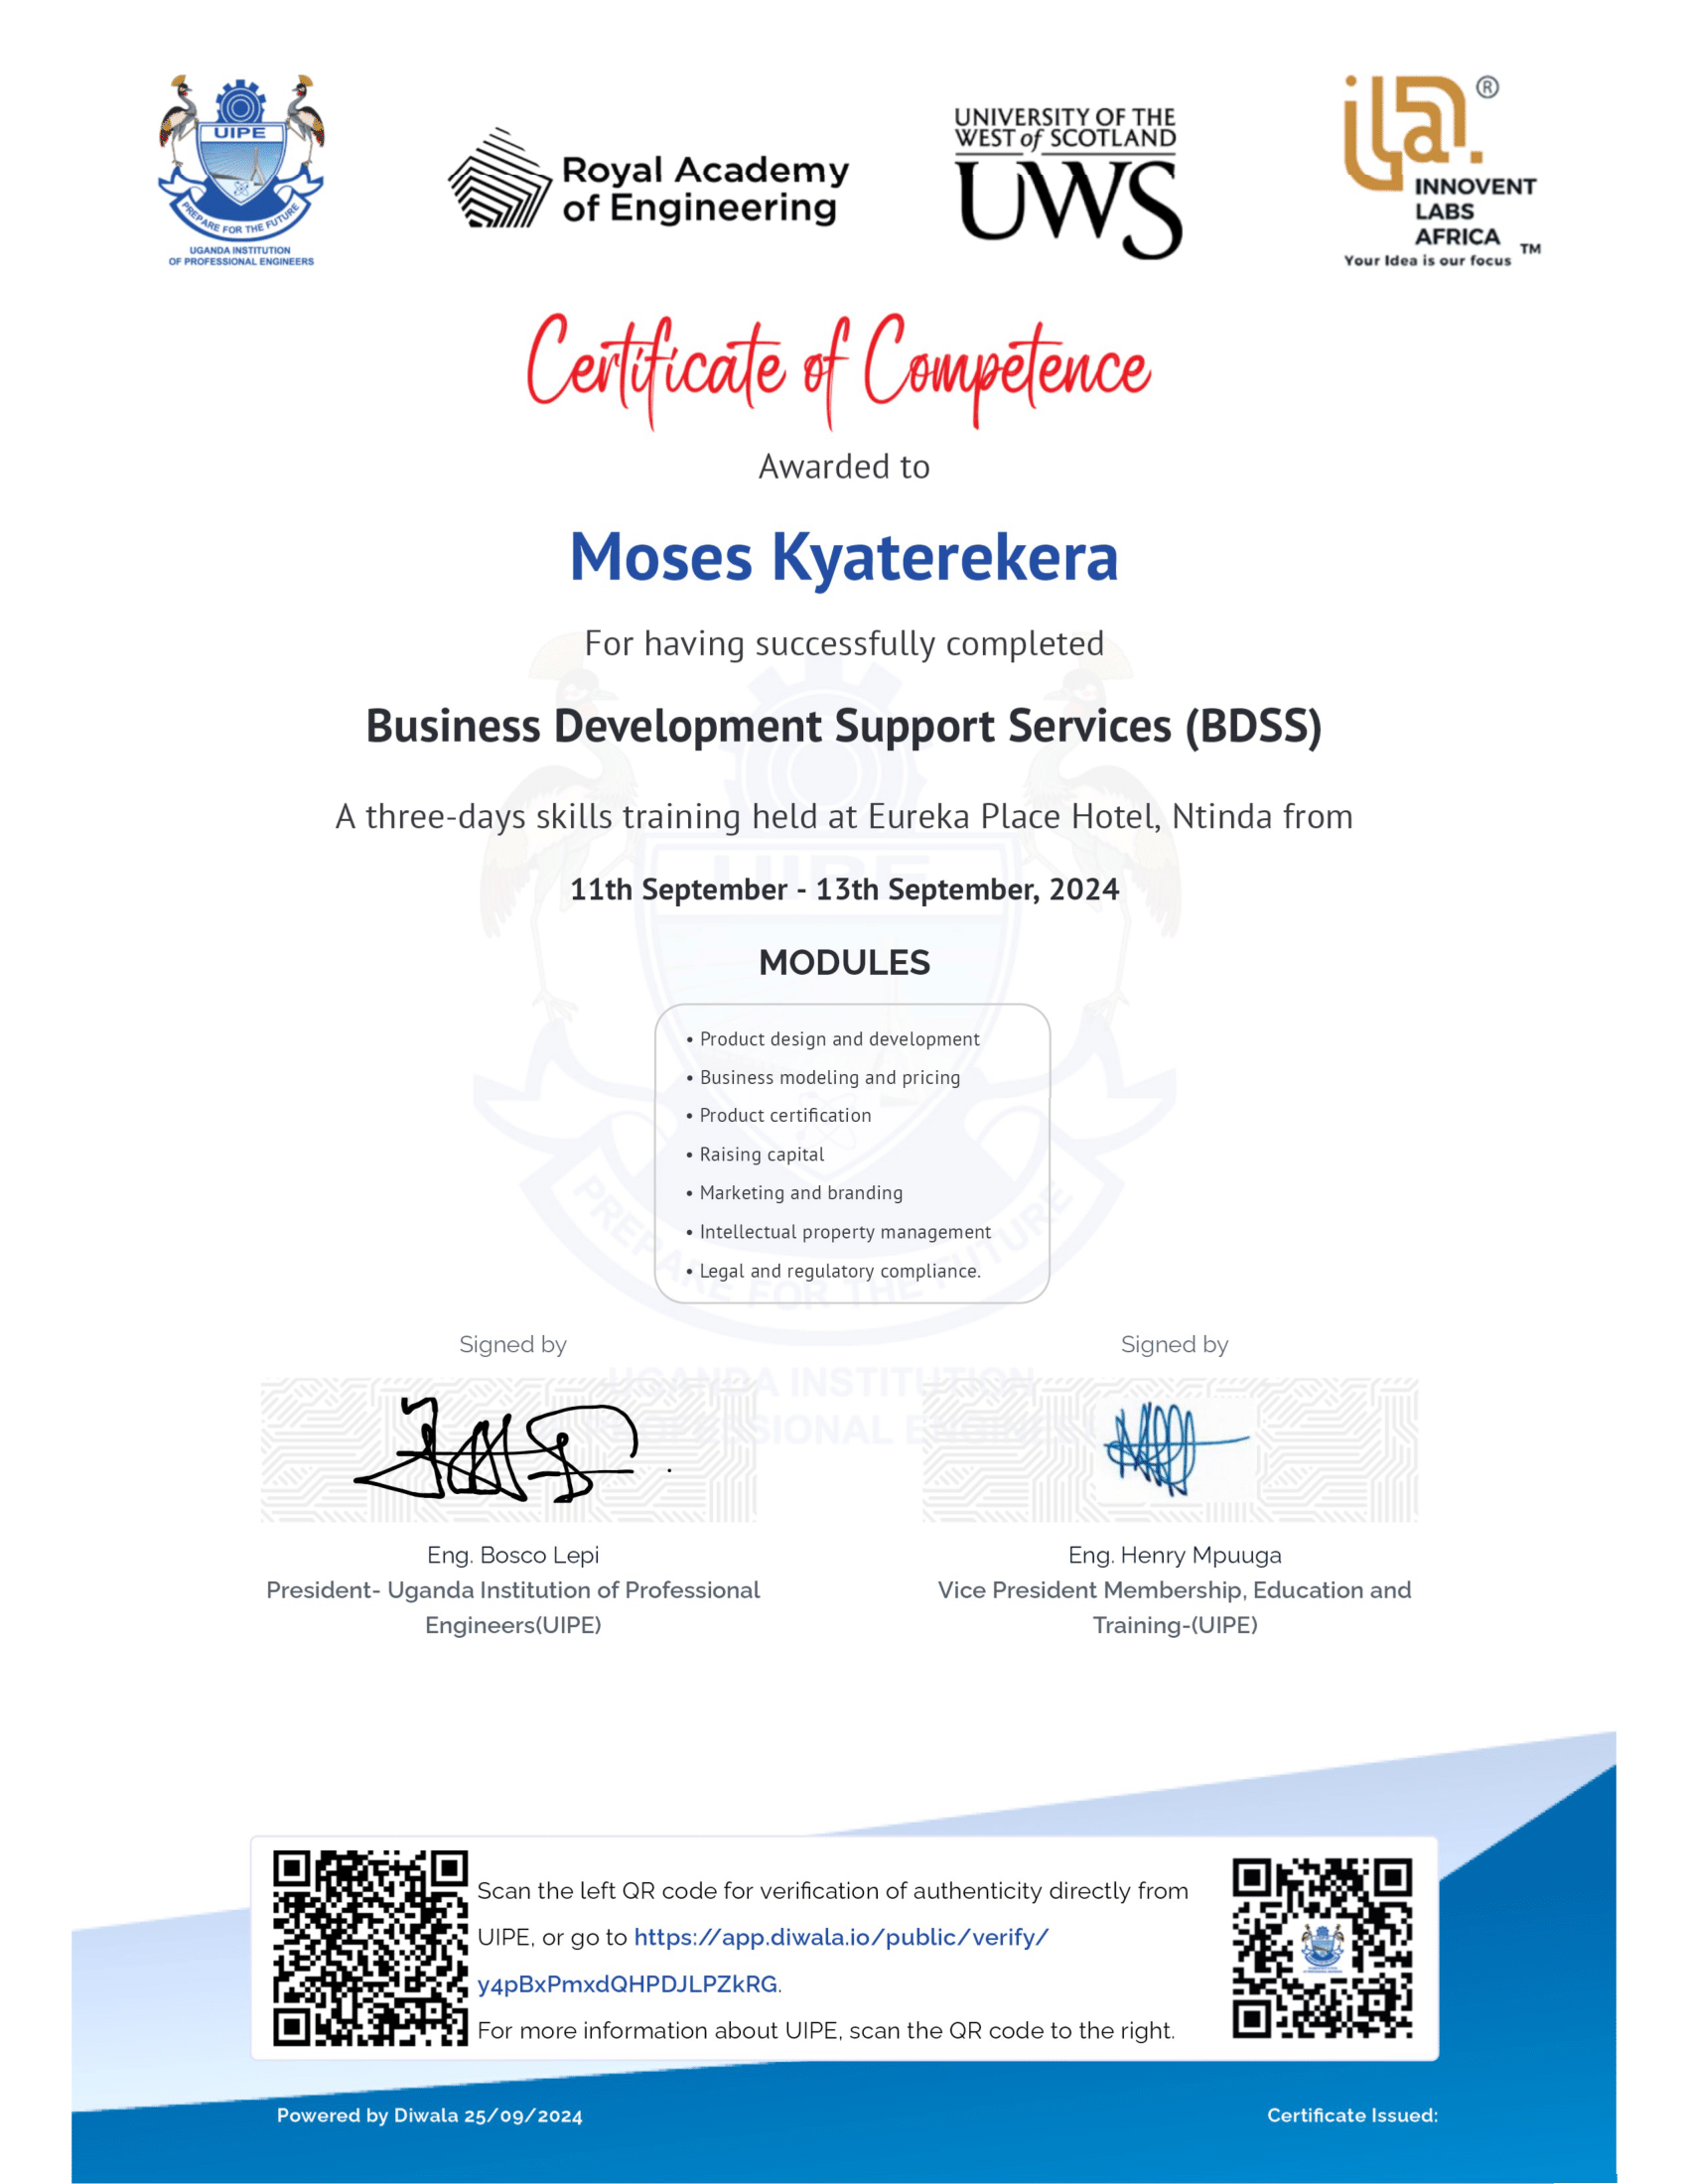 UIPE
PREPARE FOR THE FUTURE
UGANDA INSTITUTION
OF PROFESSIONAL ENGINEERS
Royal Academy
of Engineering
UNIVERSITY OF THE
WEST of SCOTLAND
UWS
ila.®
INNOVENT
LABS
AFRICA ™
Your Idea is our focus
Certificate of Competence
Awarded to
Moses Kyaterekera
For having successfully completed
Business Development Support Services (BDSS)
A three-days skills training held at Eureka Place Hotel, Ntinda from
11th September - 13th September, 2024
MODULES
• Product design and development
• Business modeling and pricing
• Product certification
• Raising capital
• Marketing and branding
• Intellectual property management
• Legal and regulatory compliance.
UIPE
PREPARE FOR THE FUTURE
UGANDA INSTITUTION
Signed by
Signed by
Eng. Bosco Lepi
President- Uganda Institution of Professional
Engineers(UIPE)
Eng. Henry Mpuuga
Vice President Membership, Education and
Training-(UIPE)
Scan the left QR code for verification of authenticity directly from
UIPE, or go to https://app.diwala.io/public/verify/
y4pBxPmxdQHPDJLPZkRG.
For more information about UIPE, scan the QR code to the right.
Powered by Diwala 25/09/2024
Certificate Issued: